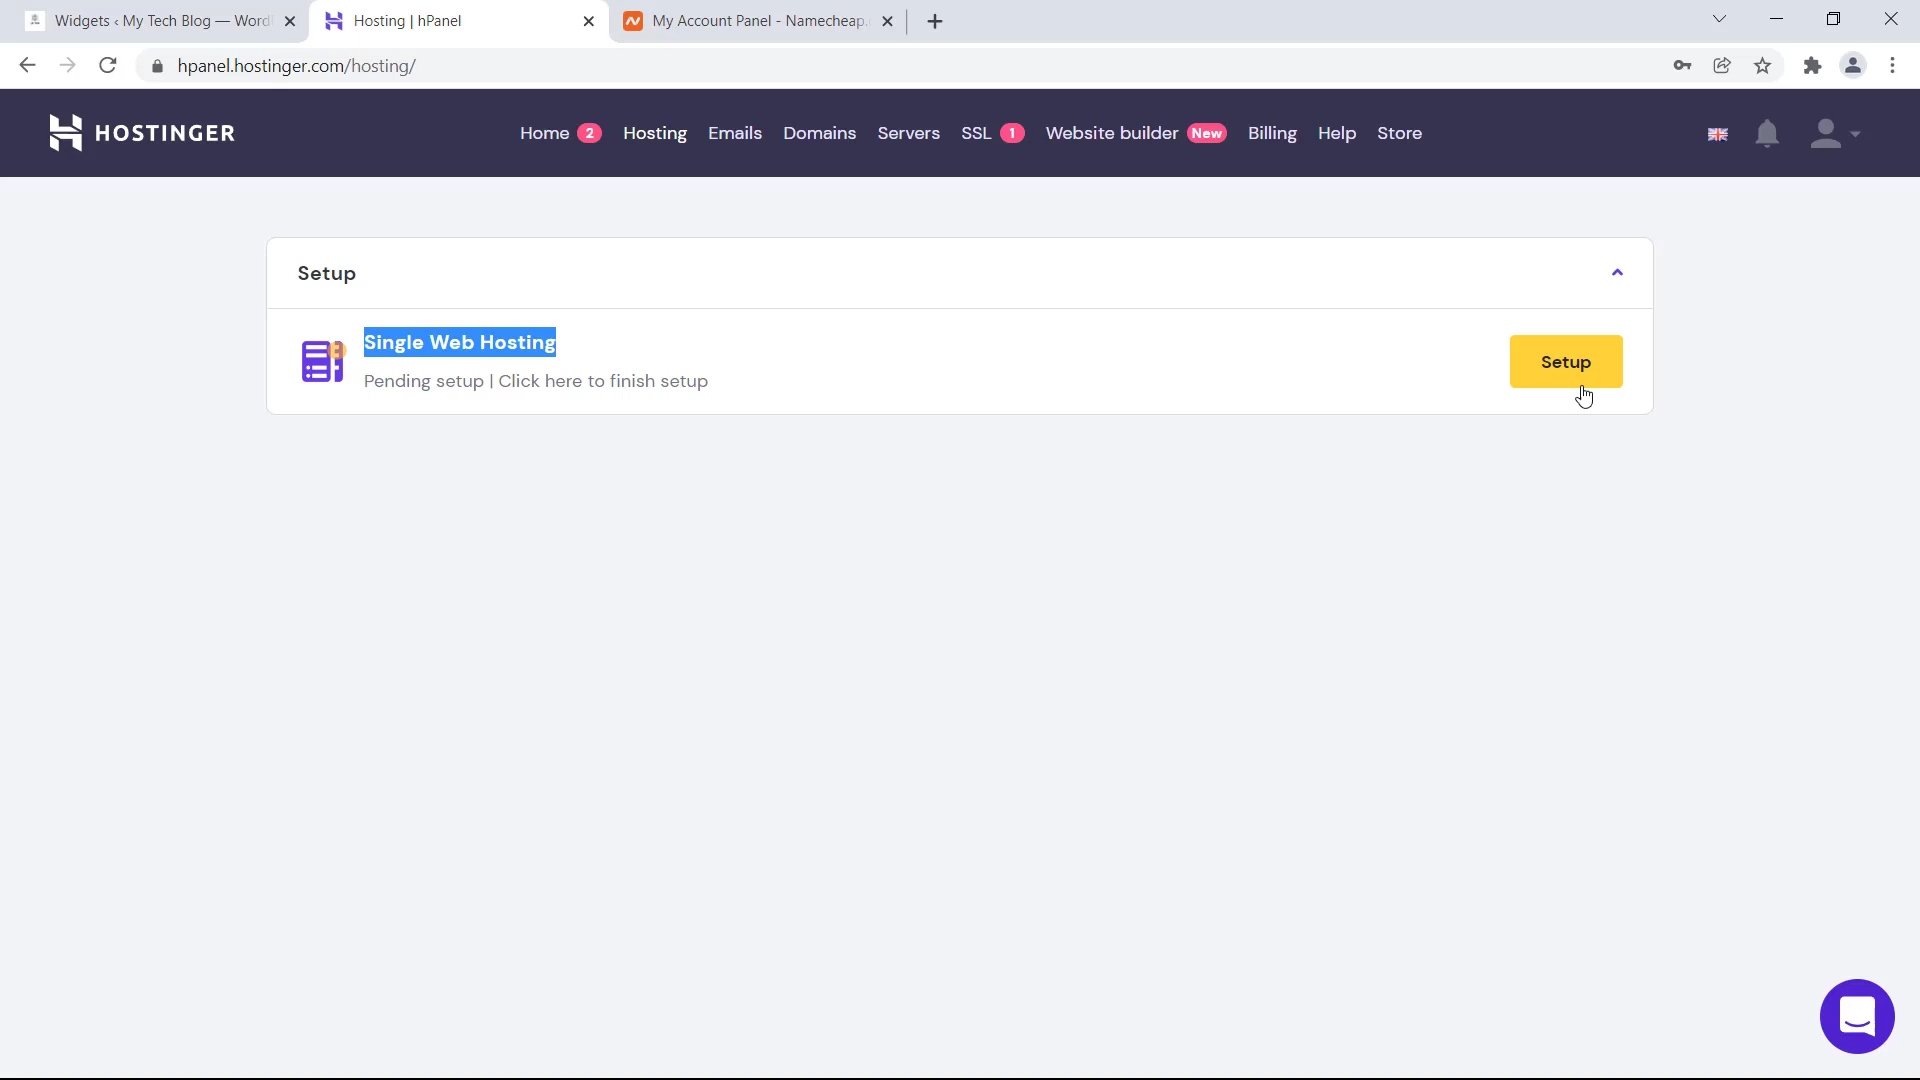 Widgets ‹ My Tech Blog — Word
Hosting | hPanel
My Account Panel - Namecheap.
hpanel.hostinger.com/hosting/
HOSTINGER
Home 2 Hosting Emails Domains Servers SSL 1 Website builder New Billing Help Store
Setup
Single Web Hosting
Pending setup | Click here to finish setup
Setup